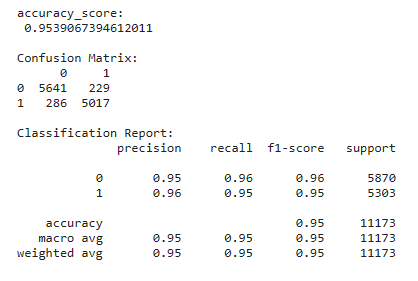 accuracy_score:
0.9539067394612011
Confusion Matrix:
0 1
0 5641 229
1 286 5017
Classification Report:
precision recall f1-score support
0 0.95 0.96 0.96 5870
1 0.96 0.95 0.95 5303
accuracy 0.95 11173
macro avg 0.95 0.95 0.95 11173
weighted avg 0.95 0.95 0.95 11173